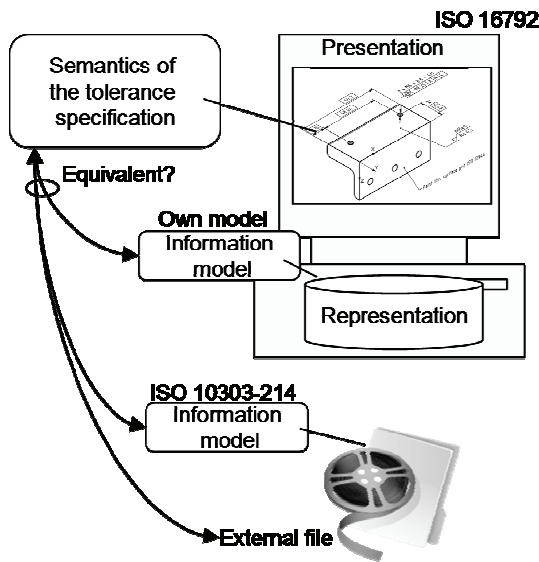 ISO 16792
Presentation
Semantics of
the tolerance
specification
Equivalent?
Own model
Information
model
Representation
ISO 10303-214
Information
model
External file